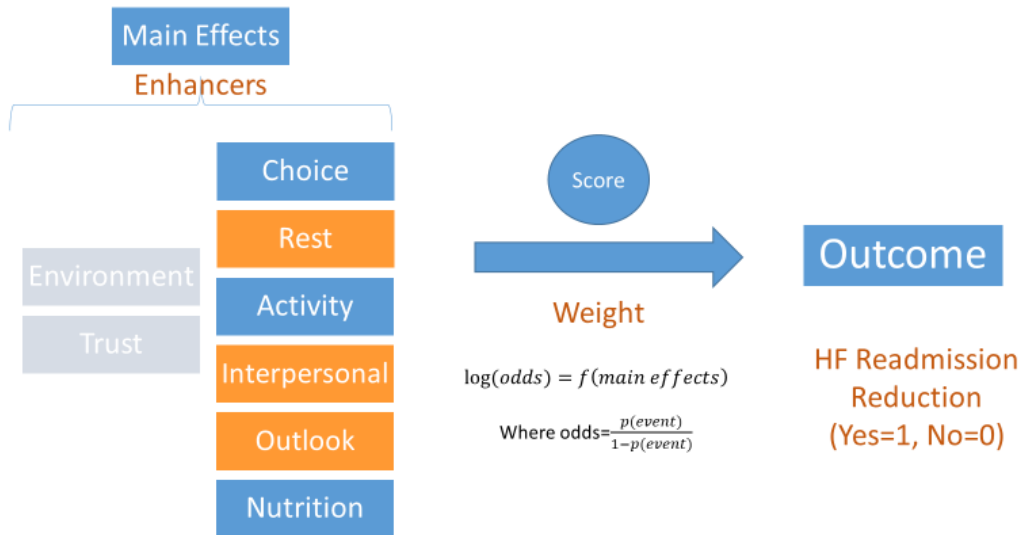 Main Effects
Enhancers
Choice
Rest
Environment
Activity
Trust
Interpersonal
Outlook
Nutrition
Score
Weight
log(odds) = f(main effects)
Where odds=p(event)/1−p(event)
Outcome
HF Readmission
Reduction
(Yes=1, No=0)